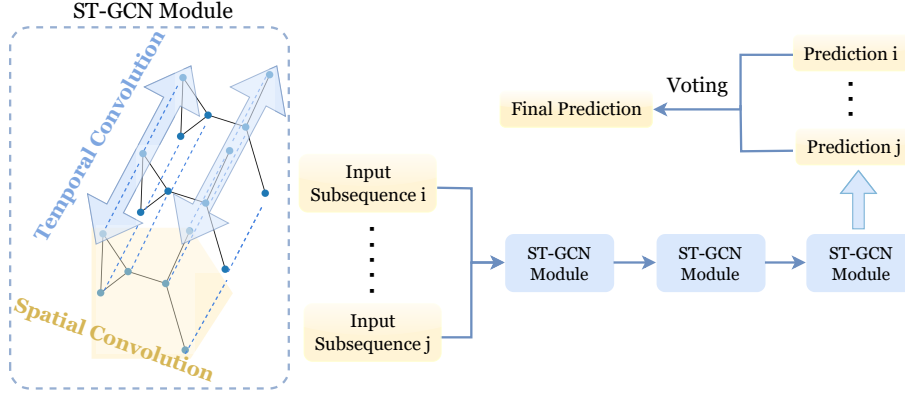 ST-GCN Module
Temporal Convolution
Spatial Convolution
Input
Subsequence i
Input
Subsequence j
ST-GCN
Module
ST-GCN
Module
ST-GCN
Module
Prediction i
Prediction j
Voting
Final Prediction